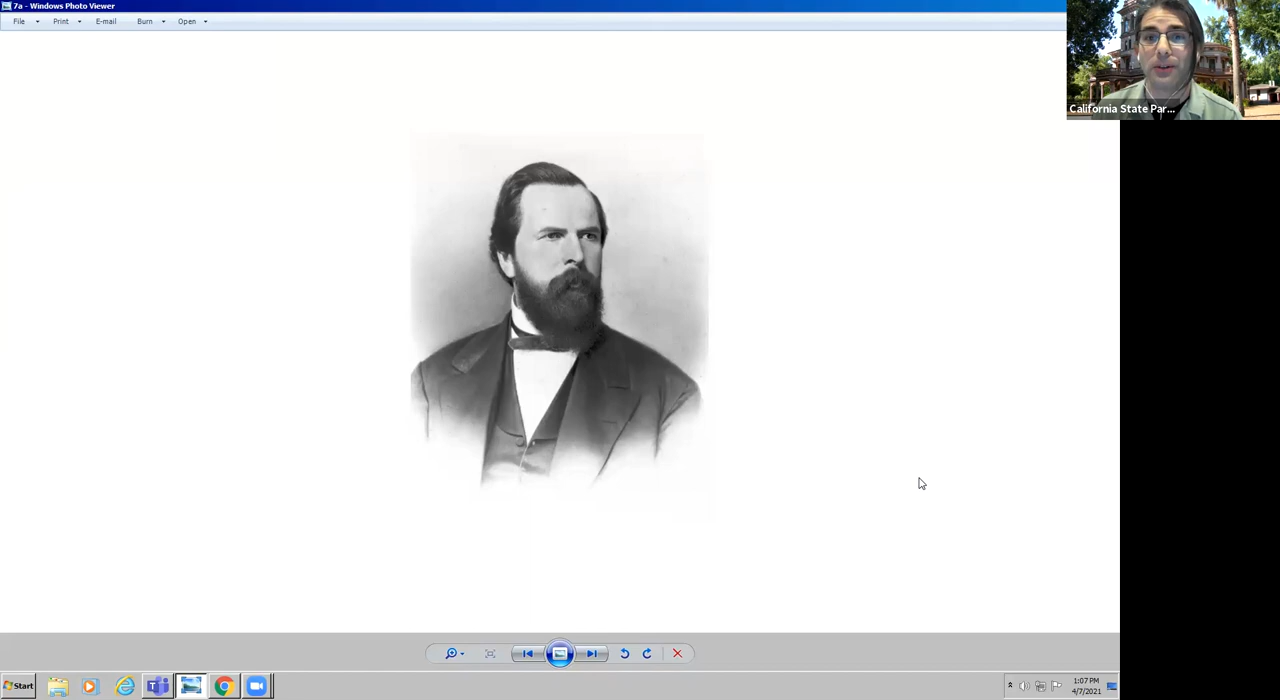 7a - Windows Photo Viewer
File Print E-mail Burn Open
California State Par...
Start
1:07 PM
4/7/2021